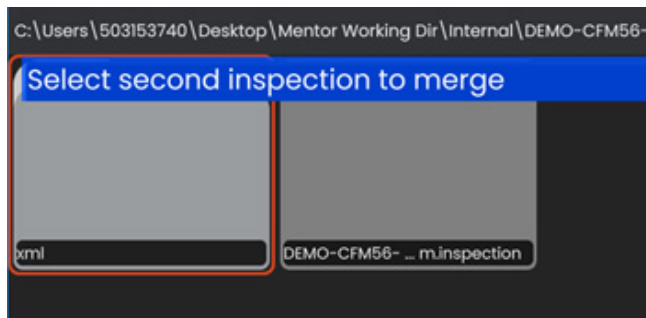 C:\Users\503153740\Desktop\Mentor Working Dir\Internal\DEMO-CFM56-
Select second inspection to merge
xml
DEMO-CFM56- ... m.inspection